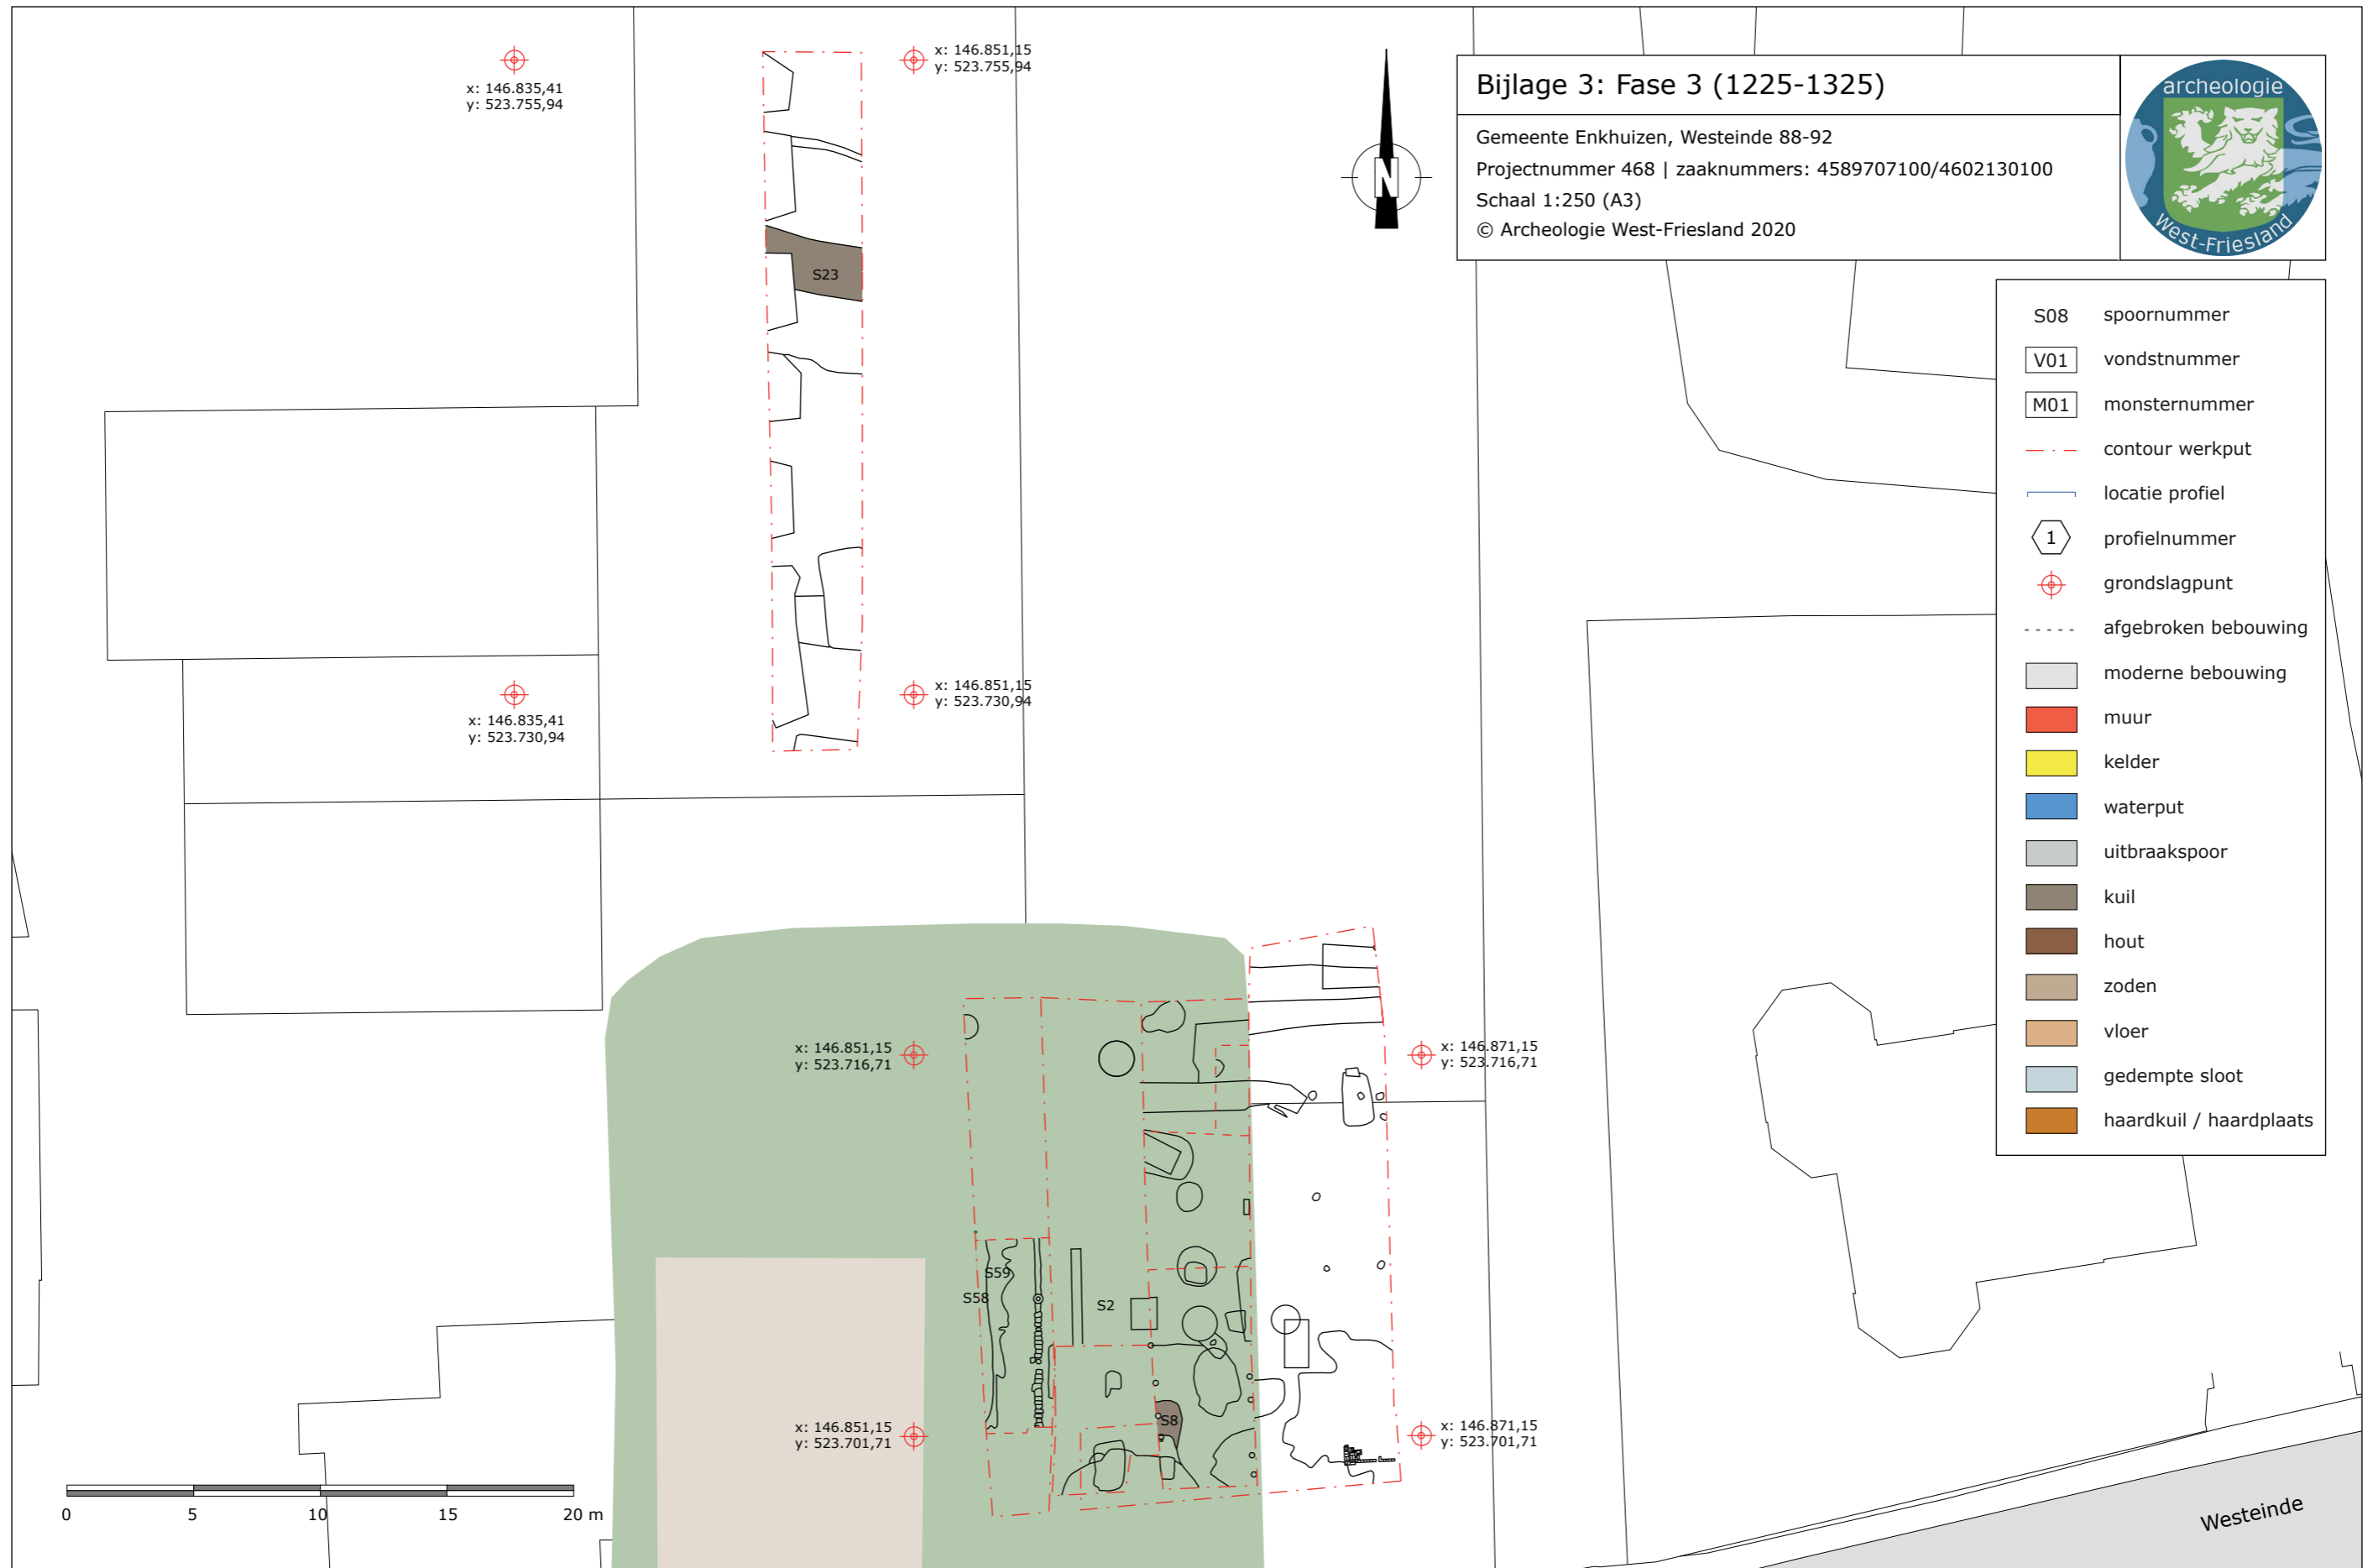 x: 146.835,41
y: 523.755,94
x: 146.851,15
y: 523.755,94
N
Bijlage 3: Fase 3 (1225-1325)
Gemeente Enkhuizen, Westeinde 88-92
Projectnummer 468 | zaaknummers: 4589707100/4602130100
Schaal 1:250 (A3)
© Archeologie West-Friesland 2020
archeologie
West-Friesland
S23
S08 spoornummer
V01 vondstnummer
M01 monsternummer
contour werkput
locatie profiel
1 profielnummer
grondslagpunt
afgebroken bebouwing
moderne bebouwing
muur
kelder
waterput
uitbraakspoor
kuil
hout
zoden
vloer
gedempte sloot
haardkuil / haardplaats
x: 146.835,41
y: 523.730,94
x: 146.851,15
y: 523.730,94
x: 146.851,15
y: 523.716,71
x: 146.871,15
y: 523.716,71
S59
S58
S2
S8
x: 146.851,15
y: 523.701,71
x: 146.871,15
y: 523.701,71
0 5 10 15 20 m
Westeinde